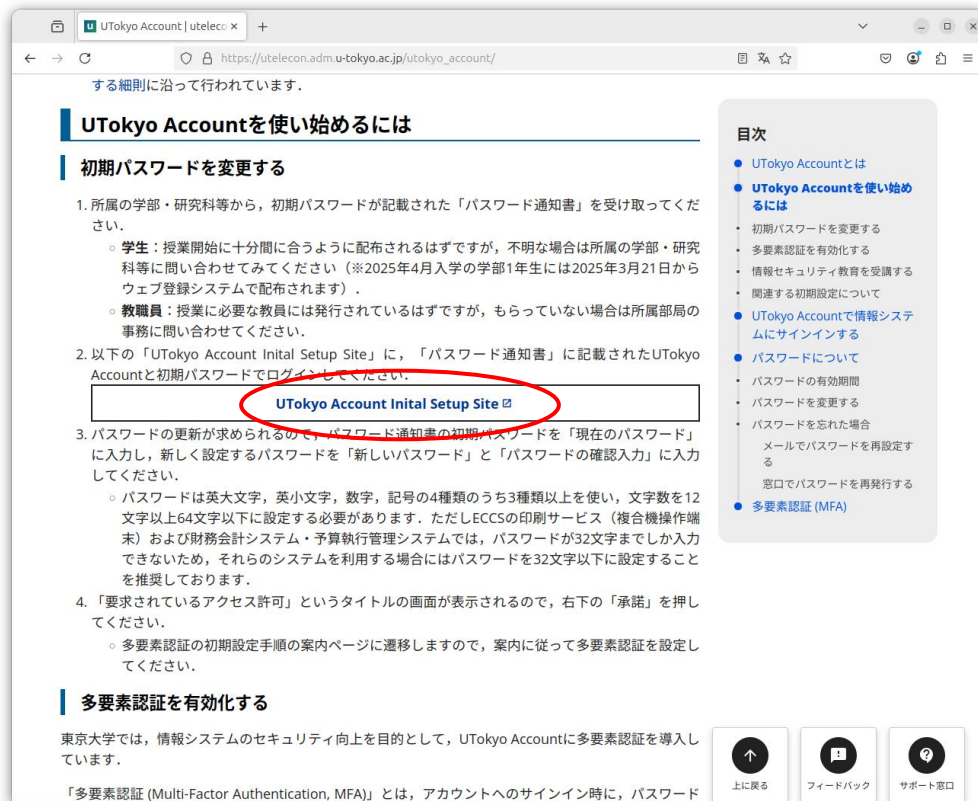 UTokyo Account | uteleco
https://utelecon.adm.u-tokyo.ac.jp/utokyo_account/
する細則に沿って行われています．
UTokyo Accountを使い始めるには
初期パスワードを変更する
1. 所属の学部・研究科等から，初期パスワードが記載された「パスワード通知書」を受け取ってくだ
さい．
◦ 学生：授業開始に十分間に合うように配布されるはずですが，不明な場合は所属の学部・研究
科等に問い合わせてみてください（※2025年4月入学の学部1年生には2025年3月21日から
ウェブ登録システムで配布されます）．
◦ 教職員：授業に必要な教員には発行されているはずですが，もらっていない場合は所属部局の
事務に問い合わせてください．
2. 以下の「UTokyo Account Inital Setup Site」に，「パスワード通知書」に記載されたUTokyo
Accountと初期パスワードでログインしてください．
UTokyo Account Inital Setup Site
3. パスワードの更新が求められるので，パスワード通知書の初期パスワードを「現在のパスワード」
に入力し，新しく設定するパスワードを「新しいパスワード」と「パスワードの確認入力」に入力
してください．
◦ パスワードは英大文字，英小文字，数字，記号の4種類のうち3種類以上を使い，文字数を12
文字以上64文字以下に設定する必要があります．ただしECCSの印刷サービス（複合機操作端
末）および財務会計システム・予算執行管理システムでは，パスワードが32文字までしか入力
できないため，それらのシステムを利用する場合にはパスワードを32文字以下に設定すること
を推奨しております．
4. 「要求されているアクセス許可」というタイトルの画面が表示されるので，右下の「承諾」を押し
てください．
◦ 多要素認証の初期設定手順の案内ページに遷移しますので，案内に従って多要素認証を設定し
てください．
多要素認証を有効化する
東京大学では，情報システムのセキュリティ向上を目的として，UTokyo Accountに多要素認証を導入し
ています．
「多要素認証 (Multi-Factor Authentication, MFA)」とは，アカウントへのサインイン時に，パスワード
目次
UTokyo Accountとは
UTokyo Accountを使い始め
るには
初期パスワードを変更する
多要素認証を有効化する
情報セキュリティ教育を受講する
関連する初期設定について
UTokyo Accountで情報システ
ムにサインインする
パスワードについて
パスワードの有効期間
パスワードを変更する
パスワードを忘れた場合
メールでパスワードを再設定す
る
窓口でパスワードを再発行する
多要素認証 (MFA)
上に戻る
フィードバック
サポート窓口